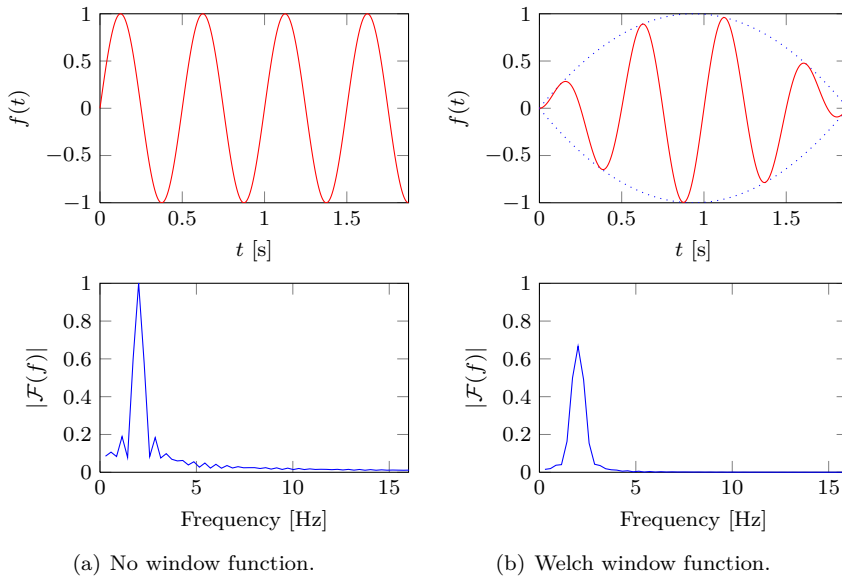 1
0.5
0
−0.5
−1
f(t)
0 0.5 1 1.5
t [s]
1
0.5
0
−0.5
−1
f(t)
0 0.5 1 1.5
t [s]
1
0.8
0.6
0.4
0.2
0
|ℱ(f)|
0 5 10 15
Frequency [Hz]
1
0.8
0.6
0.4
0.2
0
|ℱ(f)|
0 5 10 15
Frequency [Hz]
(a) No window function.
(b) Welch window function.